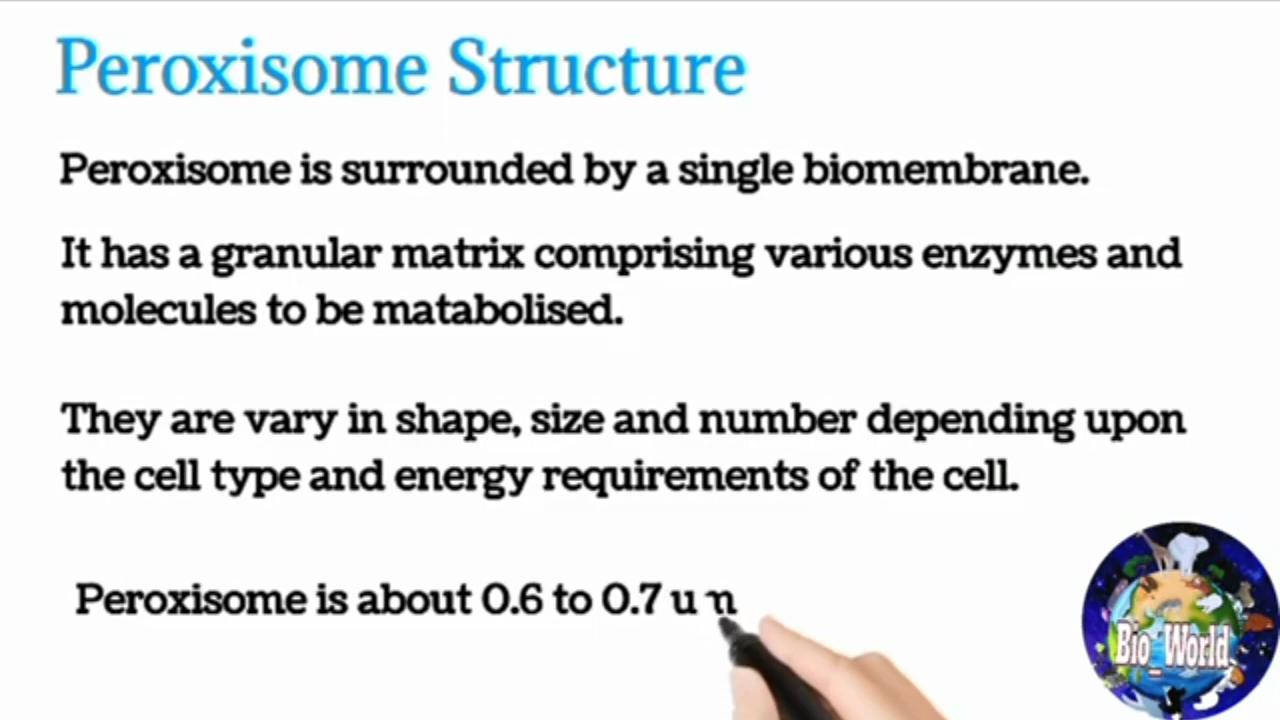 Peroxisome Structure
Peroxisome is surrounded by a single biomembrane.
It has a granular matrix comprising various enzymes and
molecules to be matabolised.
They are vary in shape, size and number depending upon
the cell type and energy requirements of the cell.
Peroxisome is about 0.6 to 0.7 u
Bio_World